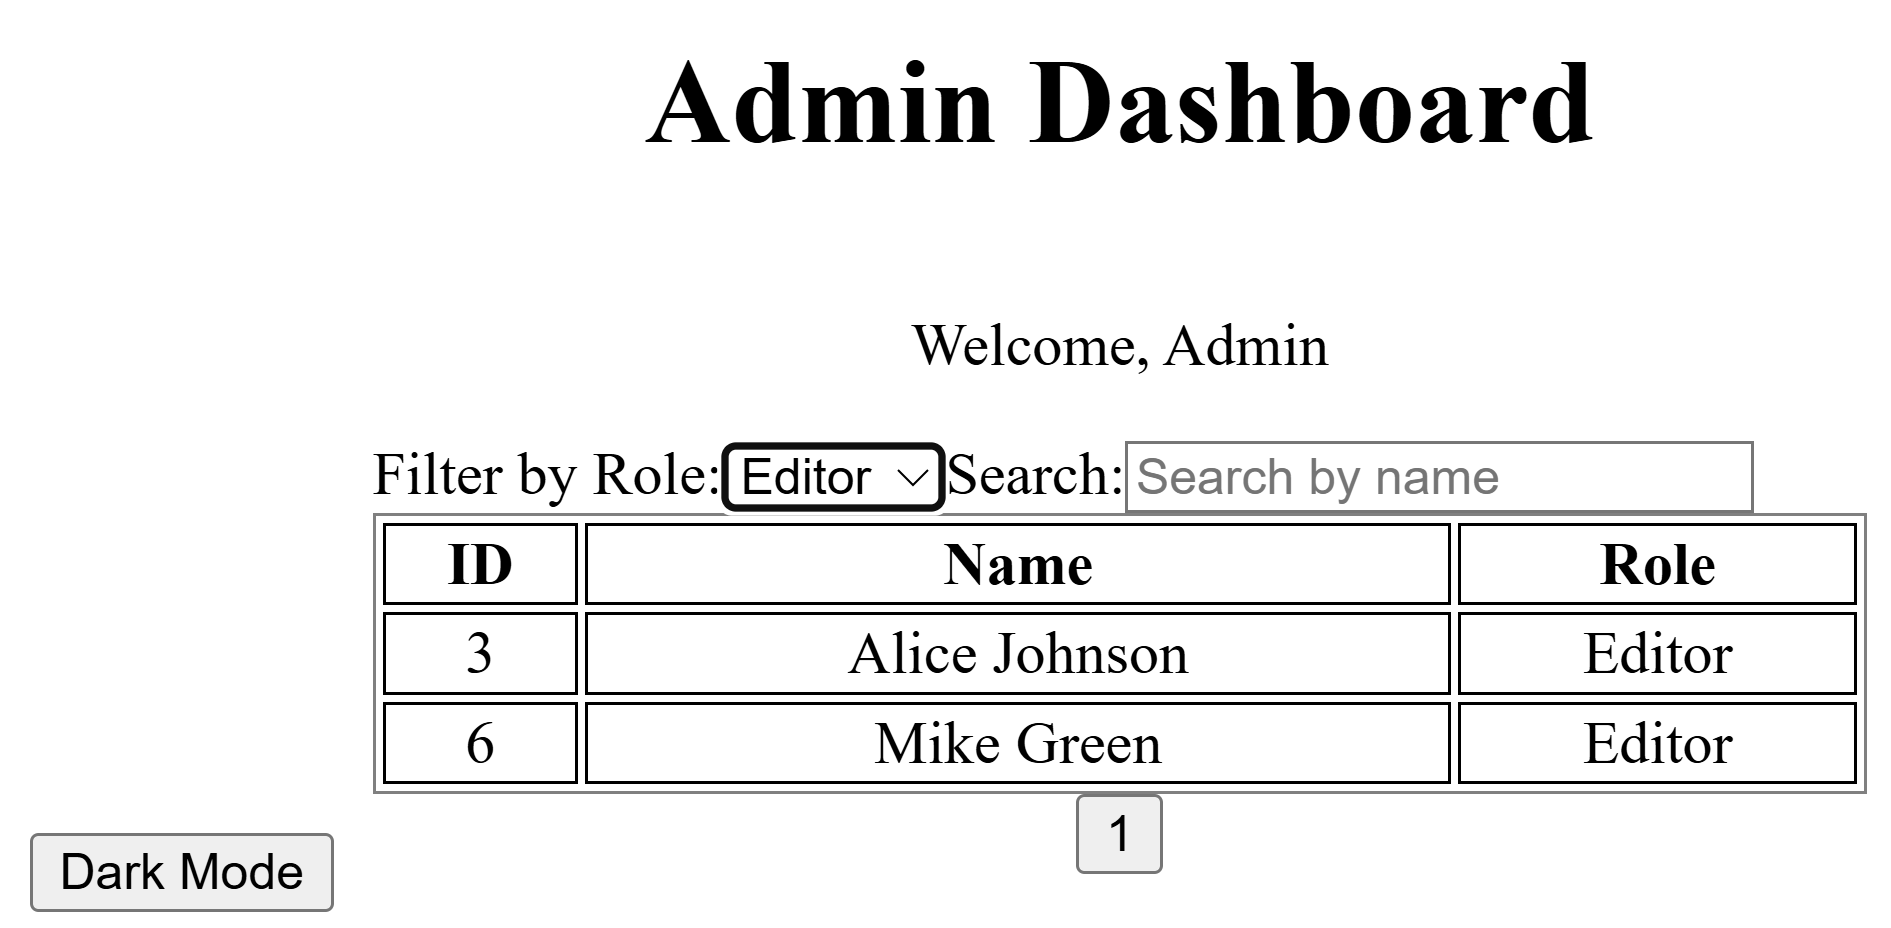 Admin Dashboard
Welcome, Admin
Filter by Role: Editor Search: Search by name
ID Name Role
3 Alice Johnson Editor
6 Mike Green Editor
1
Dark Mode